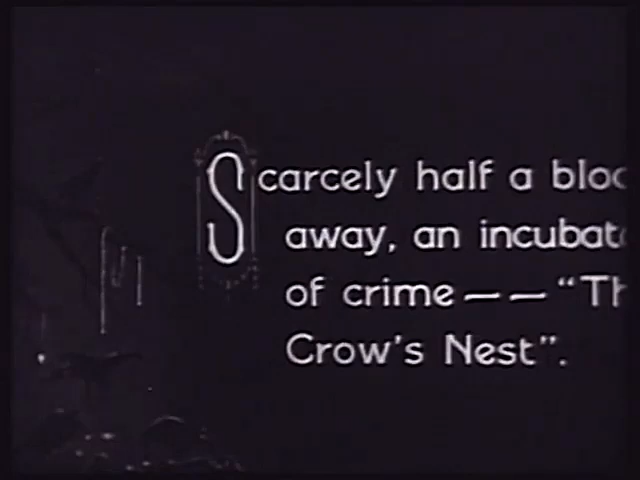 Scarcely half a bloc
away, an incubat
of crime — — “Th
Crow's Nest”.